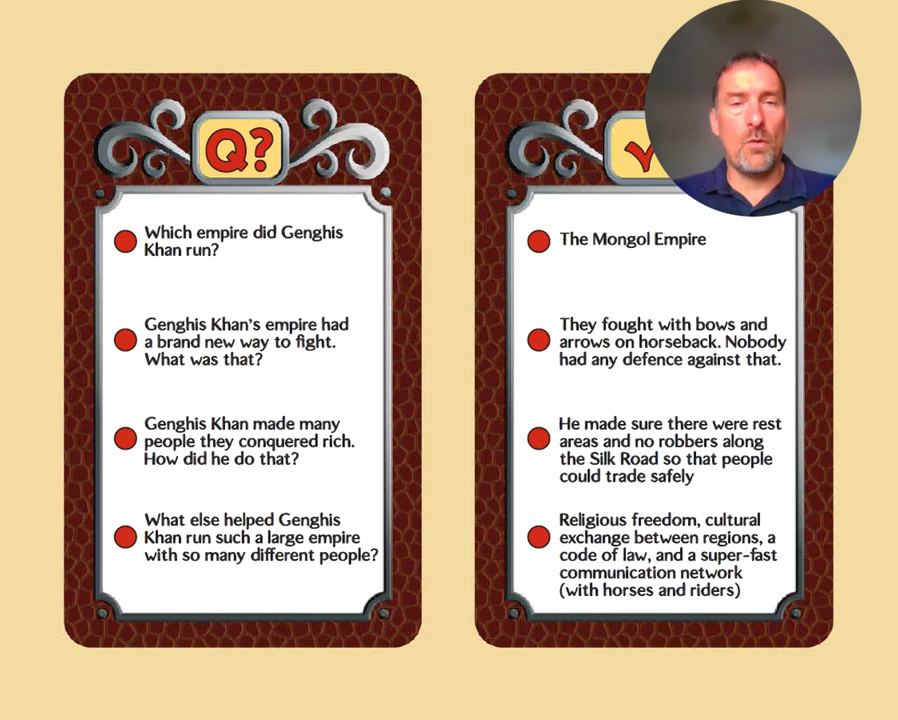 Q?
Which empire did Genghis
Khan run?
Genghis Khan's empire had
a brand new way to fight.
What was that?
Genghis Khan made many
people they conquered rich.
How did he do that?
What else helped Genghis
Khan run such a large empire
with so many different people?
The Mongol Empire
They fought with bows and
arrows on horseback. Nobody
had any defence against that.
He made sure there were rest
areas and no robbers along
the Silk Road so that people
could trade safely
Religious freedom, cultural
exchange between regions, a
code of law, and a super-fast
communication network
(with horses and riders)